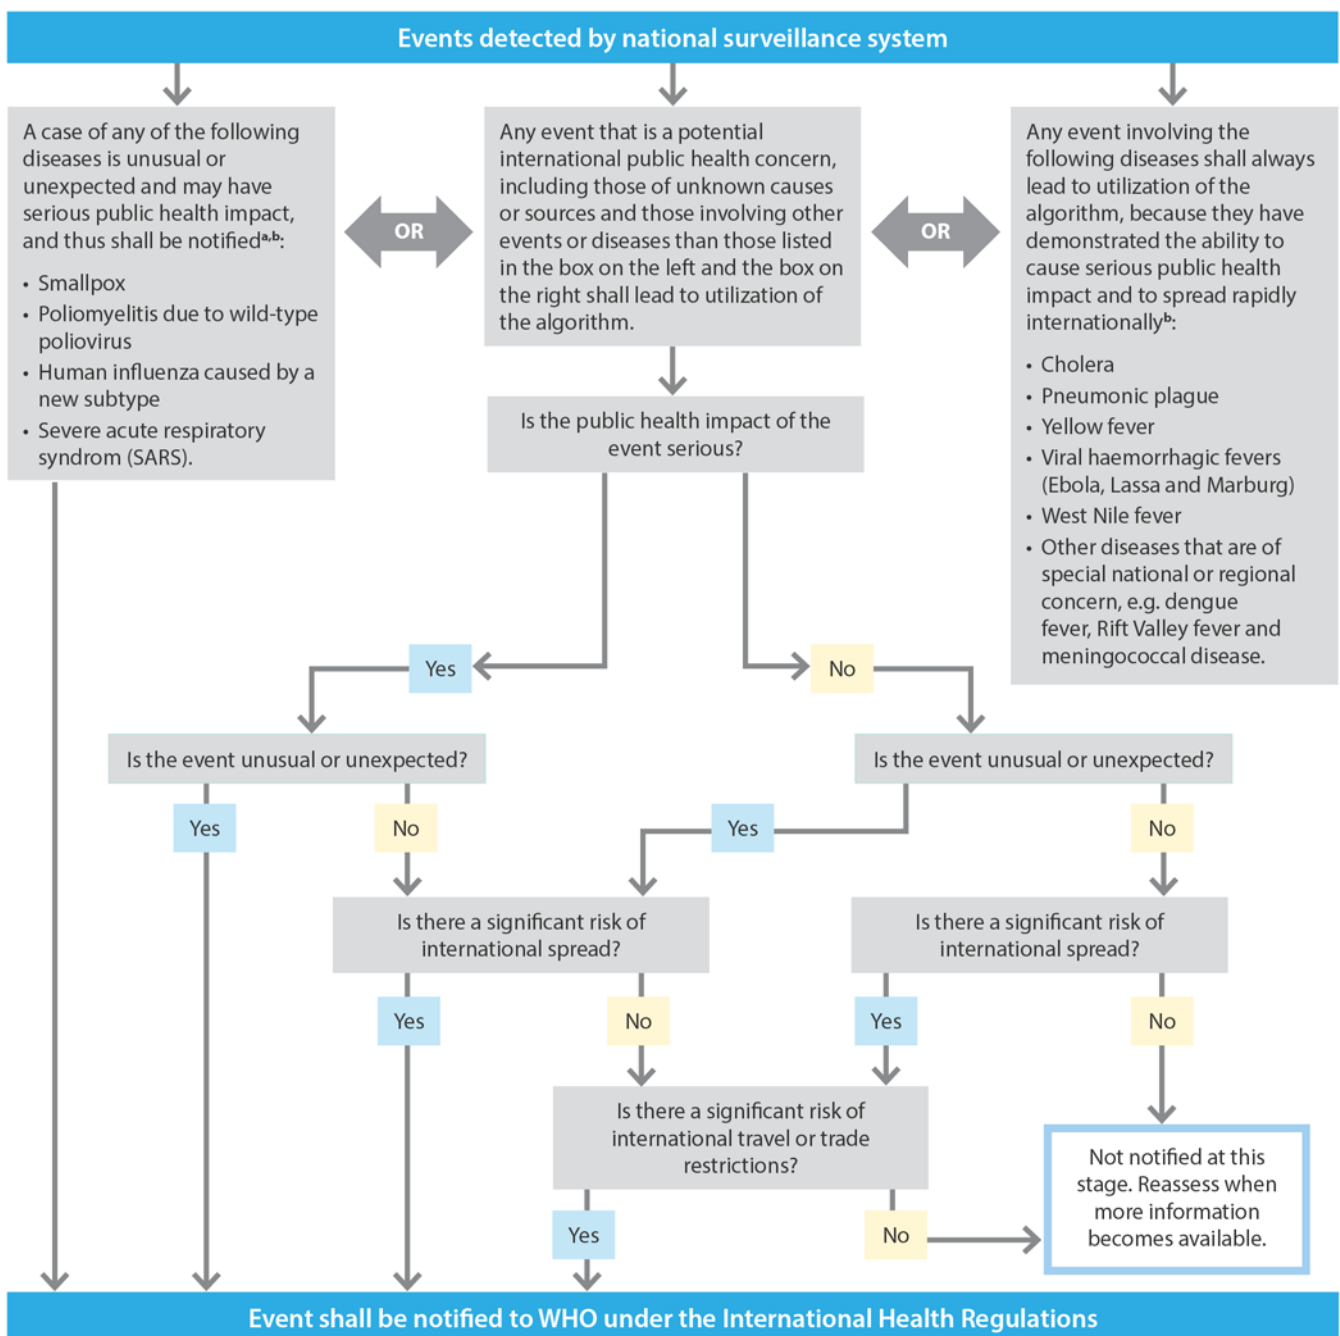 Events detected by national surveillance system
A case of any of the following
diseases is unusual or
unexpected and may have
serious public health impact,
and thus shall be notifiedᵃ,ᵇ:
• Smallpox
• Poliomyelitis due to wild-type
poliovirus
• Human influenza caused by a
new subtype
• Severe acute respiratory
syndrom (SARS).
OR
Any event that is a potential
international public health concern,
including those of unknown causes
or sources and those involving other
events or diseases than those listed
in the box on the left and the box on
the right shall lead to utilization of
the algorithm.
OR
Any event involving the
following diseases shall always
lead to utilization of the
algorithm, because they have
demonstrated the ability to
cause serious public health
impact and to spread rapidly
internationallyᵇ:
• Cholera
• Pneumonic plague
• Yellow fever
• Viral haemorrhagic fevers
(Ebola, Lassa and Marburg)
• West Nile fever
• Other diseases that are of
special national or regional
concern, e.g. dengue
fever, Rift Valley fever and
meningococcal disease.
Is the public health impact of the
event serious?
Yes
No
Is the event unusual or unexpected?
Is the event unusual or unexpected?
Yes
No
Yes
No
Is there a significant risk of
international spread?
Is there a significant risk of
international spread?
Yes
No
Yes
No
Is there a significant risk of
international travel or trade
restrictions?
Not notified at this
stage. Reassess when
more information
becomes available.
Yes
No
Event shall be notified to WHO under the International Health Regulations